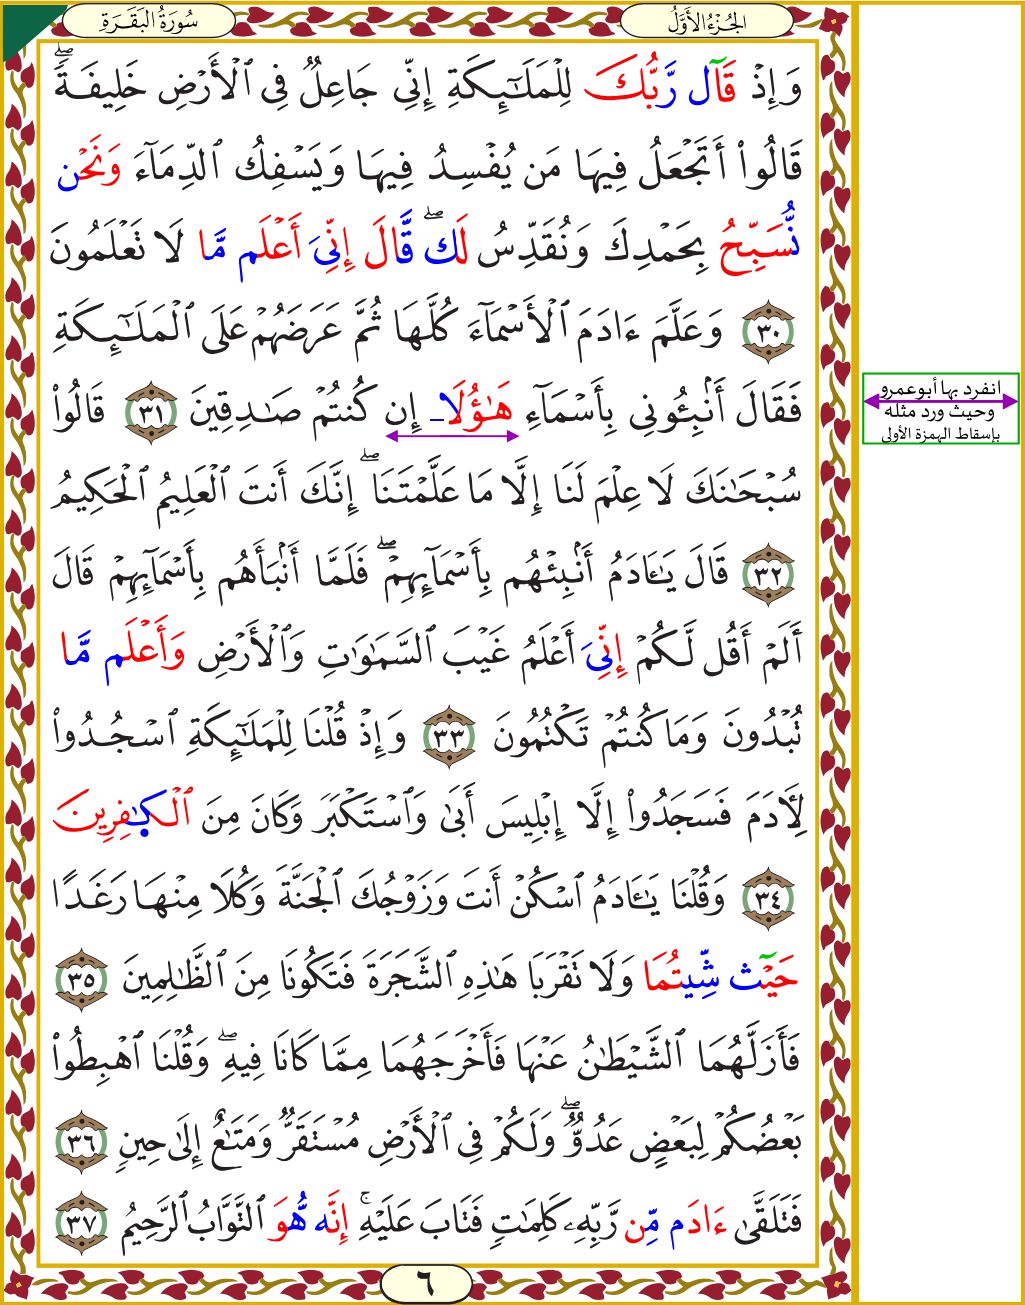 الجُزْءُ الأَوَّلُ
سُورَةُ البَقَرَةِ
وَإِذْ قَآل رَّبُّكَ لِلْمَلَٰٓئِكَةِ إِنِّي جَاعِلٌ فِي ٱلْأَرْضِ خَلِيفَةًۖ
قَالُوا۟ أَتَجْعَلُ فِيهَا مَن يُفْسِدُ فِيهَا وَيَسْفِكُ ٱلدِّمَآءَ وَنَحْن
نُّسَبِّحُ بِحَمْدِكَ وَنُقَدِّسُ لَكۖ قَّالَ إِنِّيَ أَعْلَم مَّا لَا تَعْلَمُونَ
٣٠ وَعَلَّمَ ءَادَمَ ٱلْأَسْمَآءَ كُلَّهَا ثُمَّ عَرَضَهُمْ عَلَى ٱلْمَلَٰٓئِكَةِ
فَقَالَ أَنۢبِئُونِي بِأَسْمَآءِ هَٰؤُلَا إِن كُنتُمْ صَٰدِقِينَ ٣١ قَالُوا۟
سُبْحَٰنَكَ لَا عِلْمَ لَنَا إِلَّا مَا عَلَّمْتَنَاۖ إِنَّكَ أَنتَ ٱلْعَلِيمُ ٱلْحَكِيمُ
٣٢ قَالَ يَٰـَٔادَمُ أَنۢبِئْهُم بِأَسْمَآئِهِمْۖ فَلَمَّا أَنۢبَأَهُم بِأَسْمَآئِهِمْ قَالَ
أَلَمْ أَقُل لَّكُمْ إِنِّيَ أَعْلَمُ غَيْبَ ٱلسَّمَٰوَٰتِ وَٱلْأَرْضِ وَأَعْلَم مَّا
تُبْدُونَ وَمَا كُنتُمْ تَكْتُمُونَ ٣٣ وَإِذْ قُلْنَا لِلْمَلَٰٓئِكَةِ ٱسْجُدُوا۟
لِأٓدَمَ فَسَجَدُوا۟ إِلَّا إِبْلِيسَ أَبَىٰ وَٱسْتَكْبَرَ وَكَانَ مِنَ ٱلْكَٰفِرِينَ
٣٤ وَقُلْنَا يَٰـَٔادَمُ ٱسْكُنْ أَنتَ وَزَوْجُكَ ٱلْجَنَّةَ وَكُلَا مِنْهَا رَغَدًا
حَيْٓث شِّيتُمَا وَلَا تَقْرَبَا هَٰذِهِ ٱلشَّجَرَةَ فَتَكُونَا مِنَ ٱلظَّٰلِمِينَ ٣٥
فَأَزَلَّهُمَا ٱلشَّيْطَٰنُ عَنْهَا فَأَخْرَجَهُمَا مِمَّا كَانَا فِيهِۖ وَقُلْنَا ٱهْبِطُوا۟
بَعْضُكُمْ لِبَعْضٍ عَدُوٌّۖ وَلَكُمْ فِي ٱلْأَرْضِ مُسْتَقَرٌّ وَمَتَٰعٌ إِلَىٰ حِينٍ ٣٦
فَتَلَقَّىٰ ءَادَم مِّن رَّبِّهِۦ كَلِمَٰتٍ فَتَابَ عَلَيْهِۚ إِنَّه هُّوَ ٱلتَّوَّابُ ٱلرَّحِيمُ ٣٧
٦
انفرد بها أبوعمرو
وحيث ورد مثله
بإسقاط الهمزة الأولى